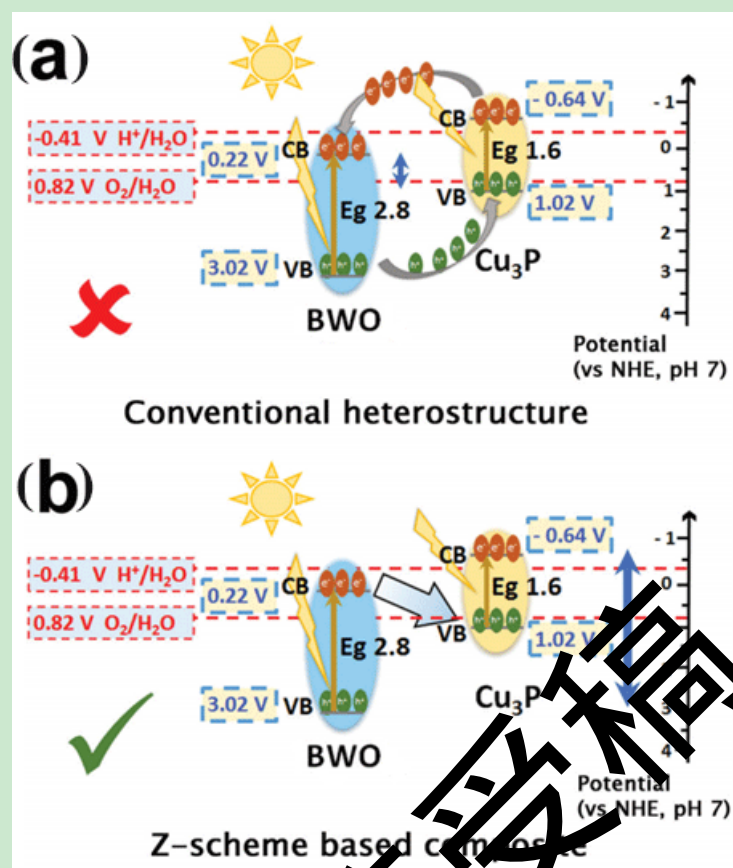 (a)
-0.41 V H⁺/H₂O
0.82 V O₂/H₂O
0.22 V
CB
Eg 2.8
3.02 V
VB
BWO
e⁻ e⁻ e⁻ e⁻
e⁻ e⁻ e⁻
h⁺ h⁺ h⁺
h⁺ h⁺ h⁺ h⁺
e⁻ e⁻ e⁻
CB
- 0.64 V
Eg 1.6
h⁺ h⁺ h⁺
VB
1.02 V
Cu₃P
-1
0
1
2
3
4
Potential
(vs NHE, pH 7)
Conventional heterostructure
(b)
-0.41 V H⁺/H₂O
0.82 V O₂/H₂O
0.22 V
CB
e⁻ e⁻ e⁻
Eg 2.8
3.02 V
VB
h⁺ h⁺ h⁺
BWO
e⁻ e⁻ e⁻
CB
- 0.64 V
Eg 1.6
h⁺ h⁺ h⁺
VB
1.02 V
Cu₃P
-1
0
3
4
Potential
(vs NHE, pH 7)
Z-scheme based composite
受稿